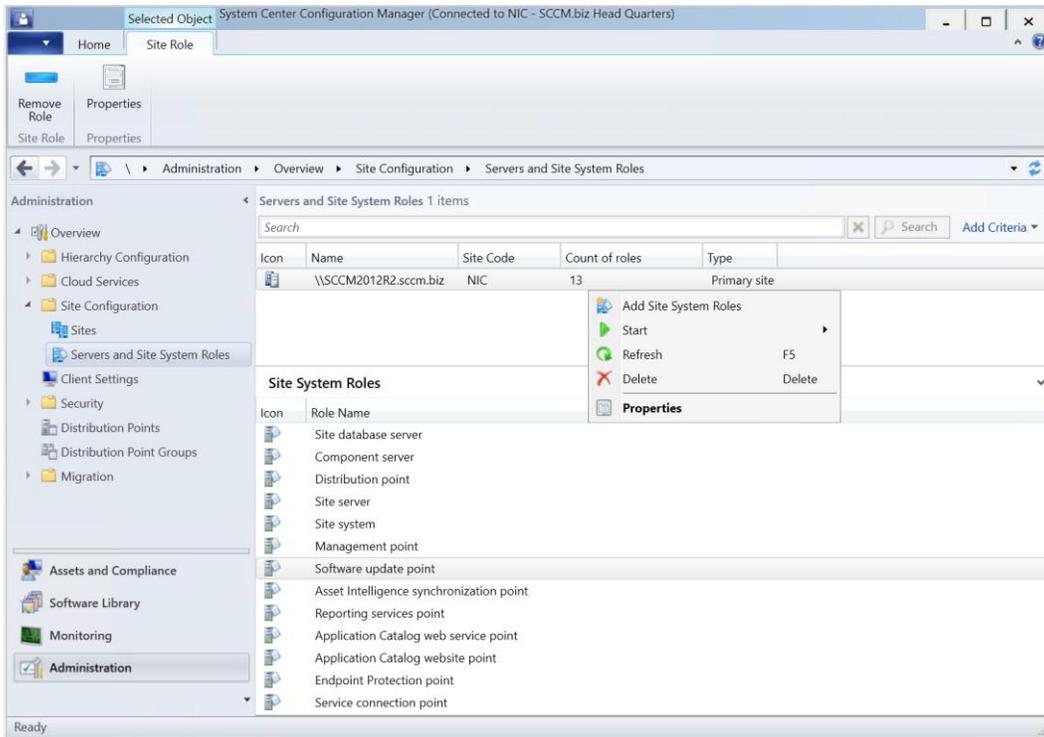 Selected Object System Center Configuration Manager (Connected to NIC - SCCM.biz Head Quarters)
Home Site Role
Remove Role Properties
Site Role Properties
\ Administration Overview Site Configuration Servers and Site System Roles
Administration
Servers and Site System Roles 1 items
Overview
Hierarchy Configuration
Cloud Services
Site Configuration
Sites
Servers and Site System Roles
Client Settings
Security
Distribution Points
Distribution Point Groups
Migration
Assets and Compliance
Software Library
Monitoring
Administration
Search Search Add Criteria
Icon Name Site Code Count of roles Type
\\SCCM2012R2.sccm.biz NIC 13 Primary site
Add Site System Roles
Start
Refresh F5
Delete Delete
Properties
Site System Roles
Icon Role Name
Site database server
Component server
Distribution point
Site server
Site system
Management point
Software update point
Asset Intelligence synchronization point
Reporting services point
Application Catalog web service point
Application Catalog website point
Endpoint Protection point
Service connection point
Ready